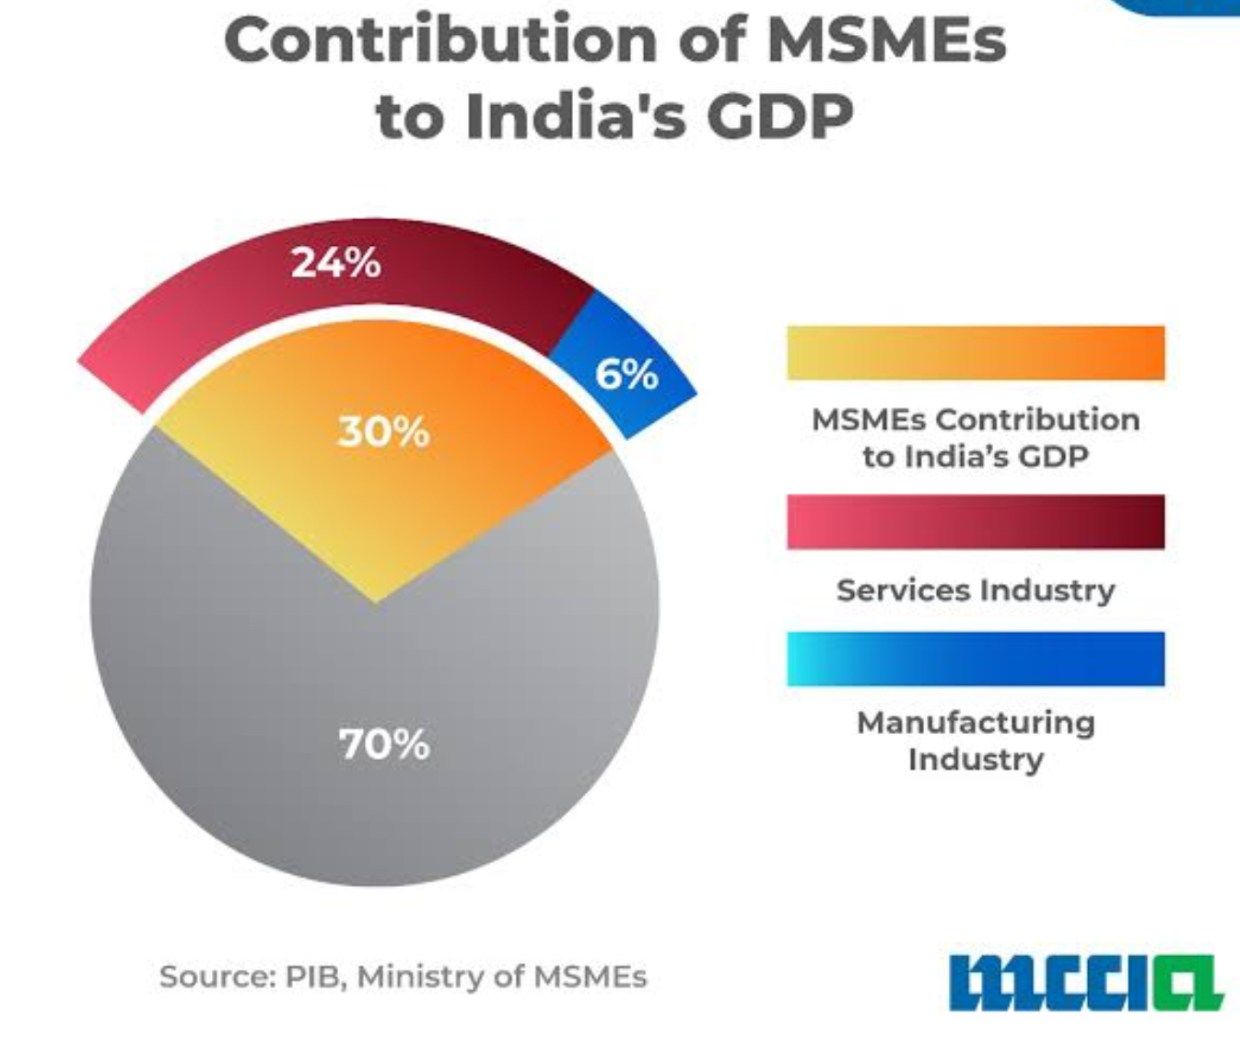 Contribution of MSMEs
to India's GDP
24%
6%
30%
70%
MSMEs Contribution
to India’s GDP
Services Industry
Manufacturing
Industry
Source: PIB, Ministry of MSMEs
mccia